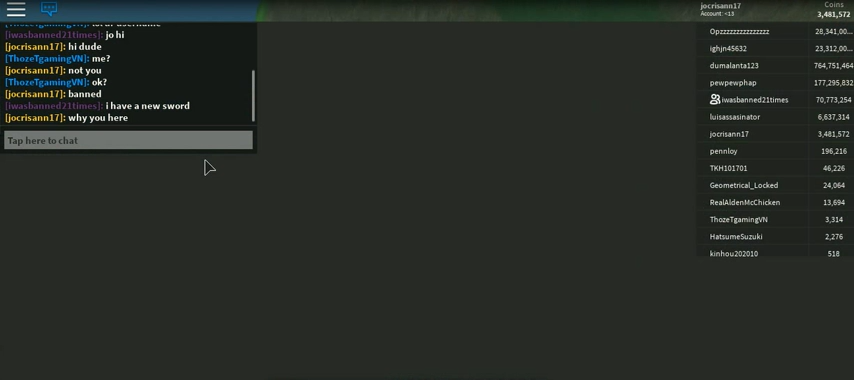 jocrisann17
Account: <13
Coins
3,481,572
[iwasbanned21times]: jo hi
[jocrisann17]: hi dude
[ThozeTgamingVN]: me?
[jocrisann17]: not you
[ThozeTgamingVN]: ok?
[jocrisann17]: banned
[iwasbanned21times]: i have a new sword
[jocrisann17]: why you here
Tap here to chat
Opzzzzzzzzzzzzzzz 28,341,00...
ighjn45632 23,312,00...
dumalanta123 764,751,464
pewpewphap 177,295,832
iwasbanned21times 70,773,254
luisassasinator 6,637,314
jocrisann17 3,481,572
pennloy 196,216
TKH101701 46,226
Geometrical_Locked 24,064
RealAldenMcChicken 13,694
ThozeTgamingVN 3,314
HatsumeSuzuki 2,276
kinhou202010 518